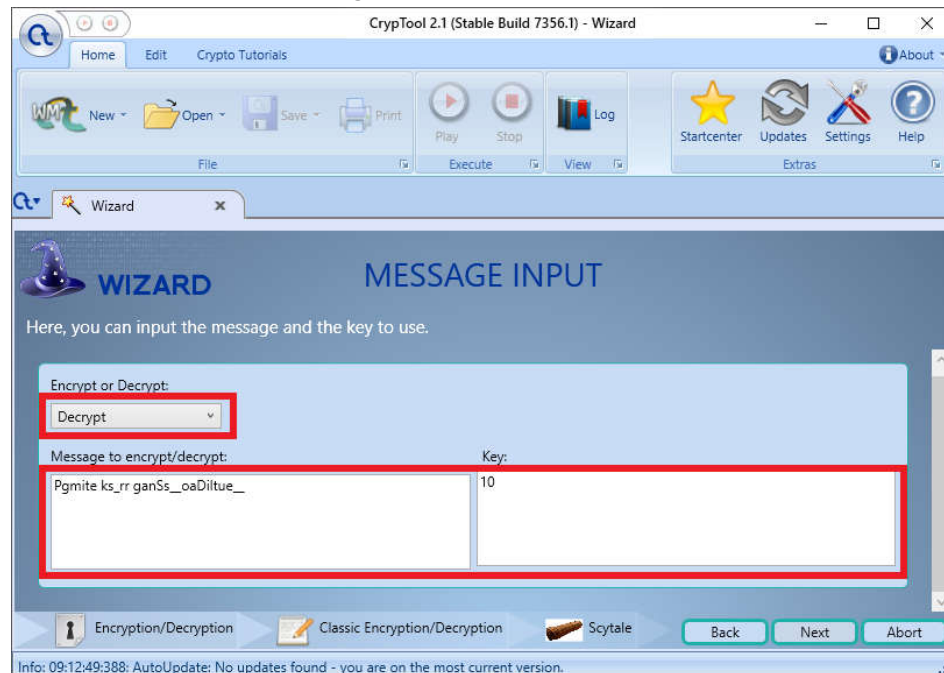 CrypTool 2.1 (Stable Build 7356.1) - Wizard
Home Edit Crypto Tutorials About
New Open Save Print Play Stop Log Startcenter Updates Settings Help
File Execute View Extras
Wizard
WIZARD MESSAGE INPUT
Here, you can input the message and the key to use.
Encrypt or Decrypt:
Decrypt
Message to encrypt/decrypt: Key:
Pgmite ks_rr ganSs__oaDiltue__ 10
Encryption/Decryption Classic Encryption/Decryption Scytale Back Next Abort
Info: 09:12:49:388: AutoUpdate: No updates found - you are on the most current version.